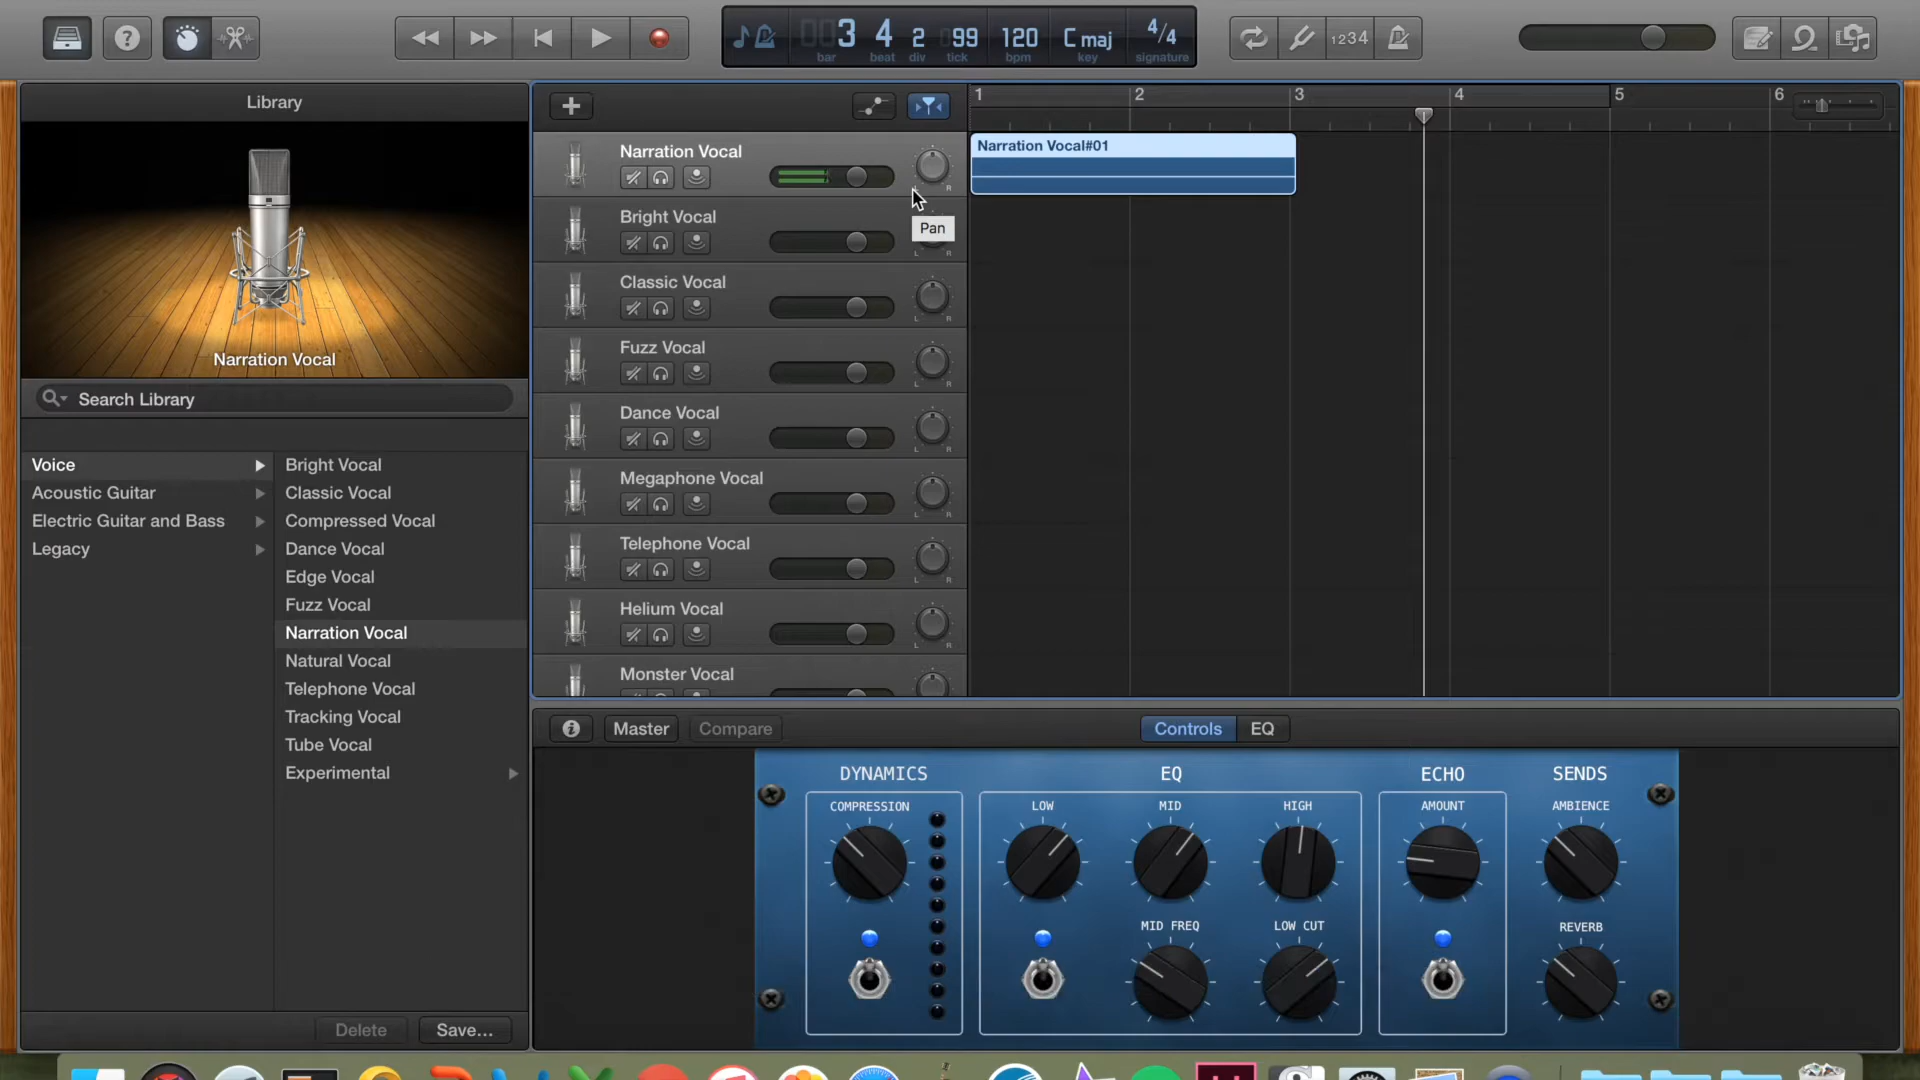 3 4 2 99 120 C maj 4/4
bar beat div tick bpm key signature
1234
Library
1 2 3 4 5 6
Narration Vocal
Search Library
Voice
Acoustic Guitar
Electric Guitar and Bass
Legacy
Bright Vocal
Classic Vocal
Compressed Vocal
Dance Vocal
Edge Vocal
Fuzz Vocal
Narration Vocal
Natural Vocal
Telephone Vocal
Tracking Vocal
Tube Vocal
Experimental
Delete
Save...
Narration Vocal
L R
Pan
Bright Vocal
L R
Classic Vocal
L R
Fuzz Vocal
L R
Dance Vocal
L R
Megaphone Vocal
L R
Telephone Vocal
L R
Helium Vocal
L R
Monster Vocal
Narration Vocal#01
Master
Compare
Controls
EQ
DYNAMICS EQ ECHO SENDS
COMPRESSION LOW MID HIGH AMOUNT AMBIENCE
MID FREQ LOW CUT REVERB